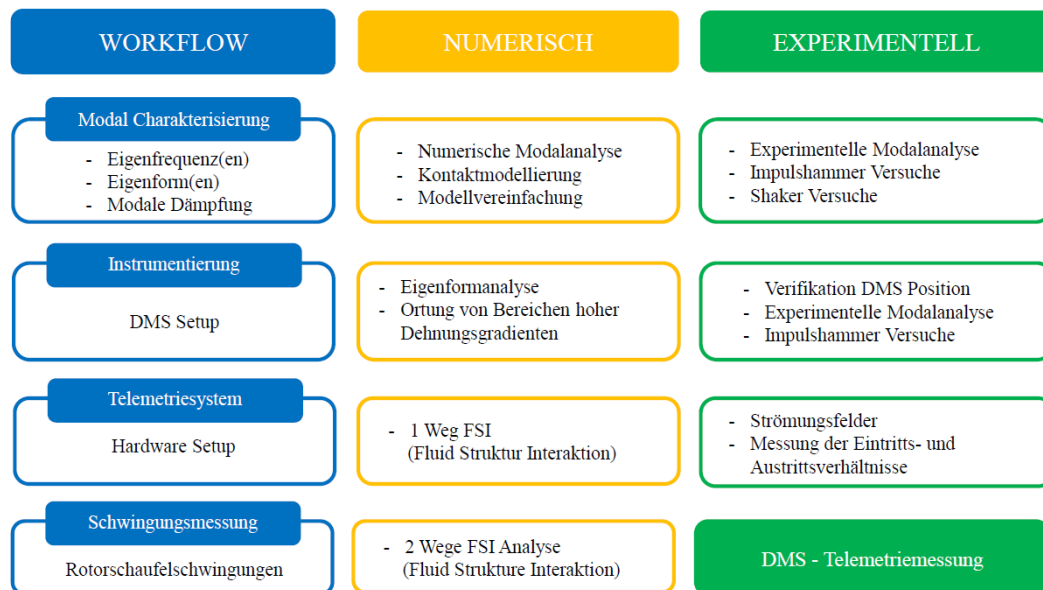 WORKFLOW
NUMERISCH
EXPERIMENTELL
Modal Charakterisierung
- Eigenfrequenz(en)
- Eigenform(en)
- Modale Dämpfung
- Numerische Modalanalyse
- Kontaktmodellierung
- Modellvereinfachung
- Experimentelle Modalanalyse
- Impulshammer Versuche
- Shaker Versuche
Instrumentierung
DMS Setup
- Eigenformanalyse
- Ortung von Bereichen hoher
Dehnungsgradienten
- Verifikation DMS Position
- Experimentelle Modalanalyse
- Impulshammer Versuche
Telemetriesystem
Hardware Setup
- 1 Weg FSI
(Fluid Struktur Interaktion)
- Strömungsfelder
- Messung der Eintritts- und
Austrittsverhältnisse
Schwingungsmessung
Rotorschaufelschwingungen
- 2 Wege FSI Analyse
(Fluid Strukture Interaktion)
DMS - Telemetriemessung